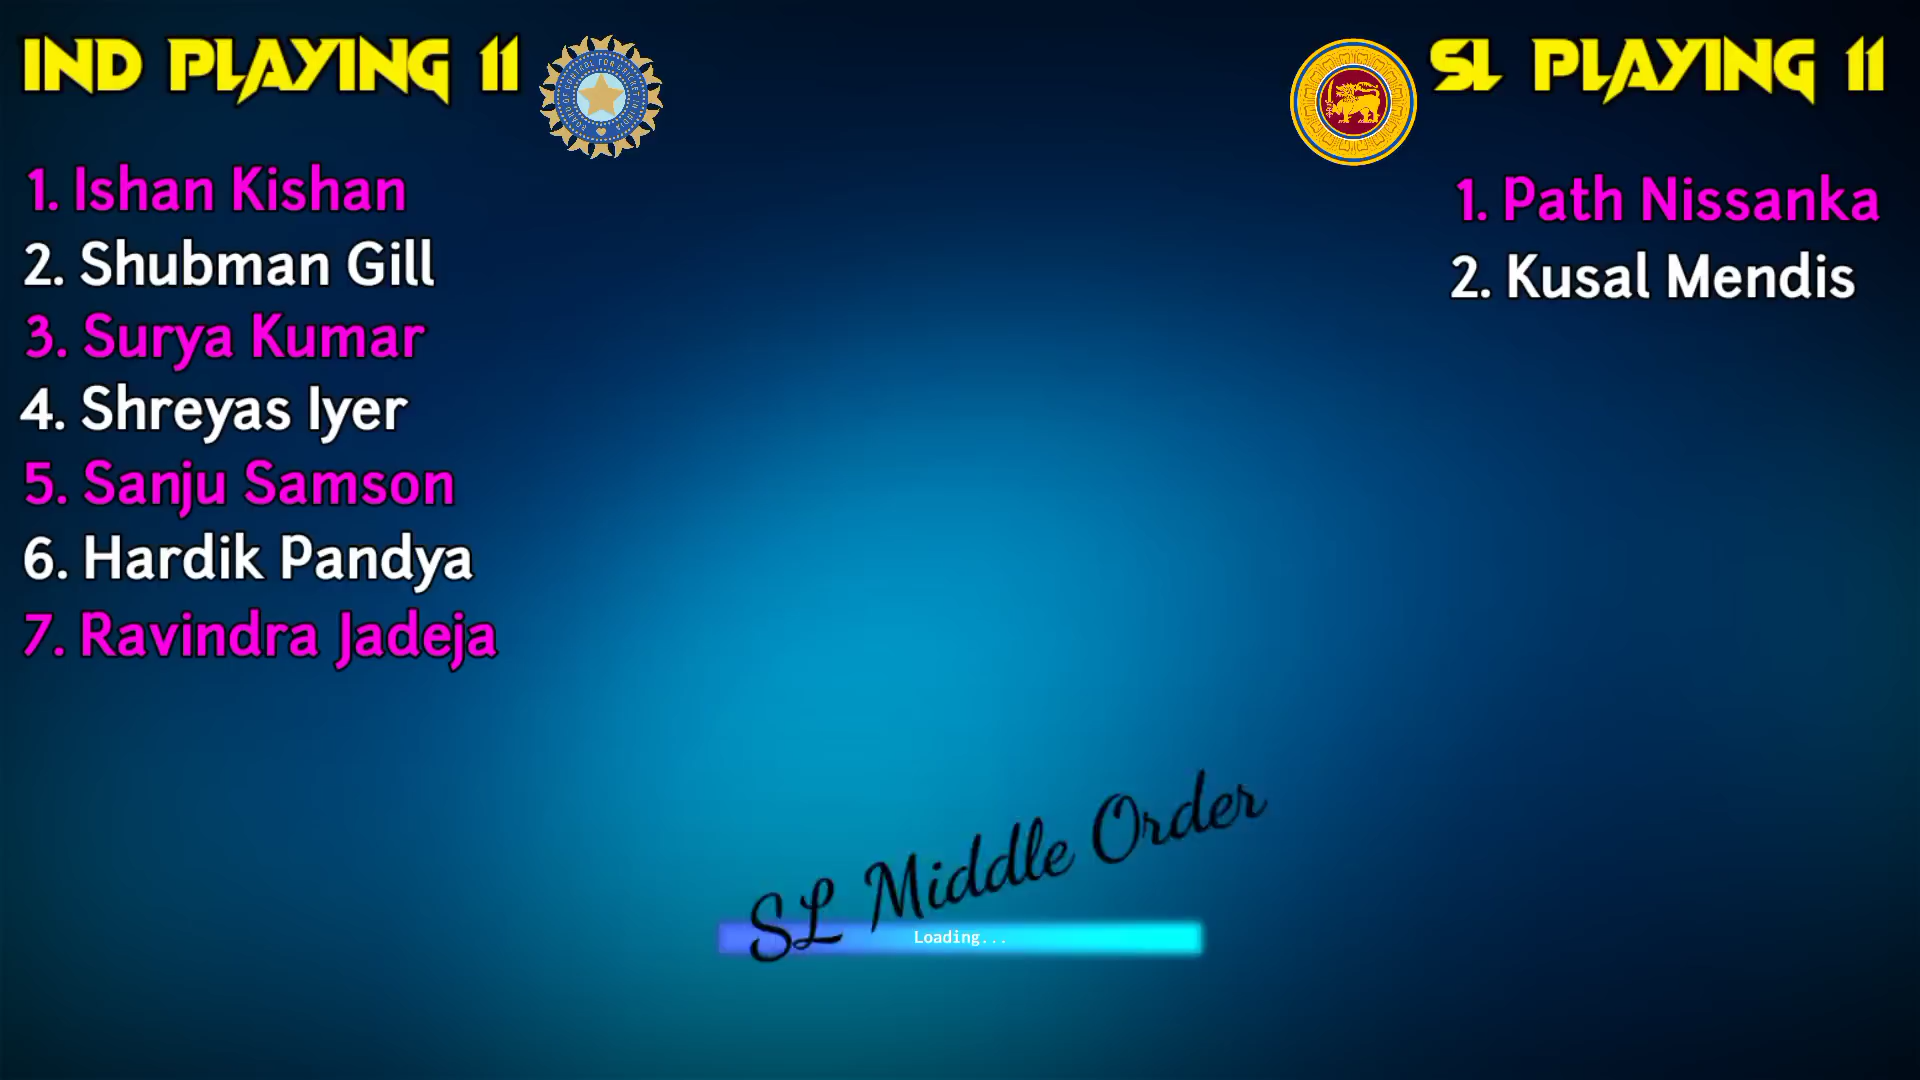 IND PLAYING 11
1. Ishan Kishan
2. Shubman Gill
3. Surya Kumar
4. Shreyas Iyer
5. Sanju Samson
6. Hardik Pandya
7. Ravindra Jadeja
SL PLAYING 11
1. Path Nissanka
2. Kusal Mendis
SL Middle Order
Loading...